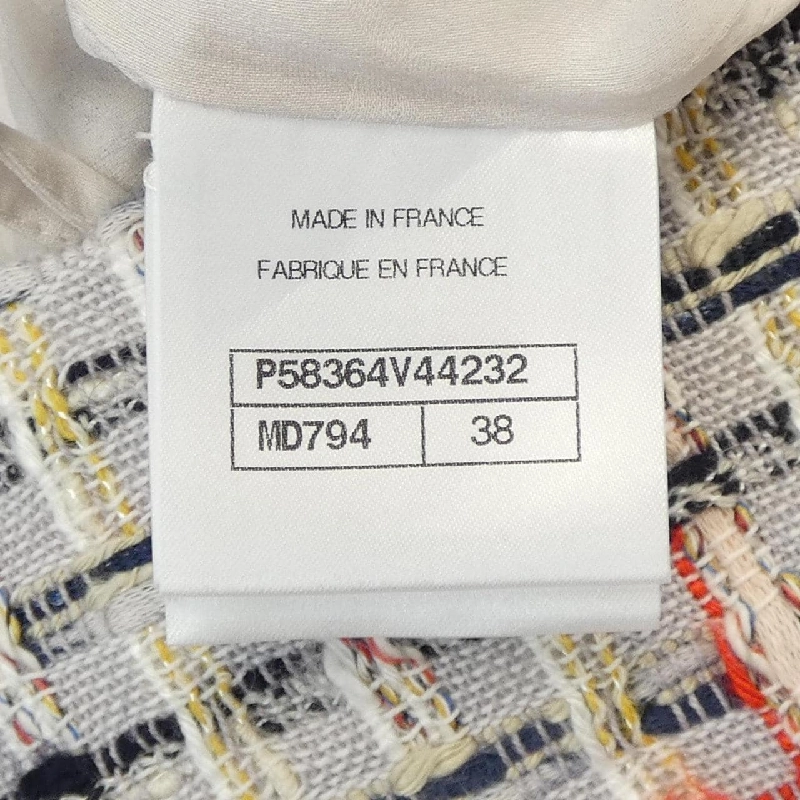 MADE IN FRANCE
FABRIQUE EN FRANCE
P58364V44232
MD794 38